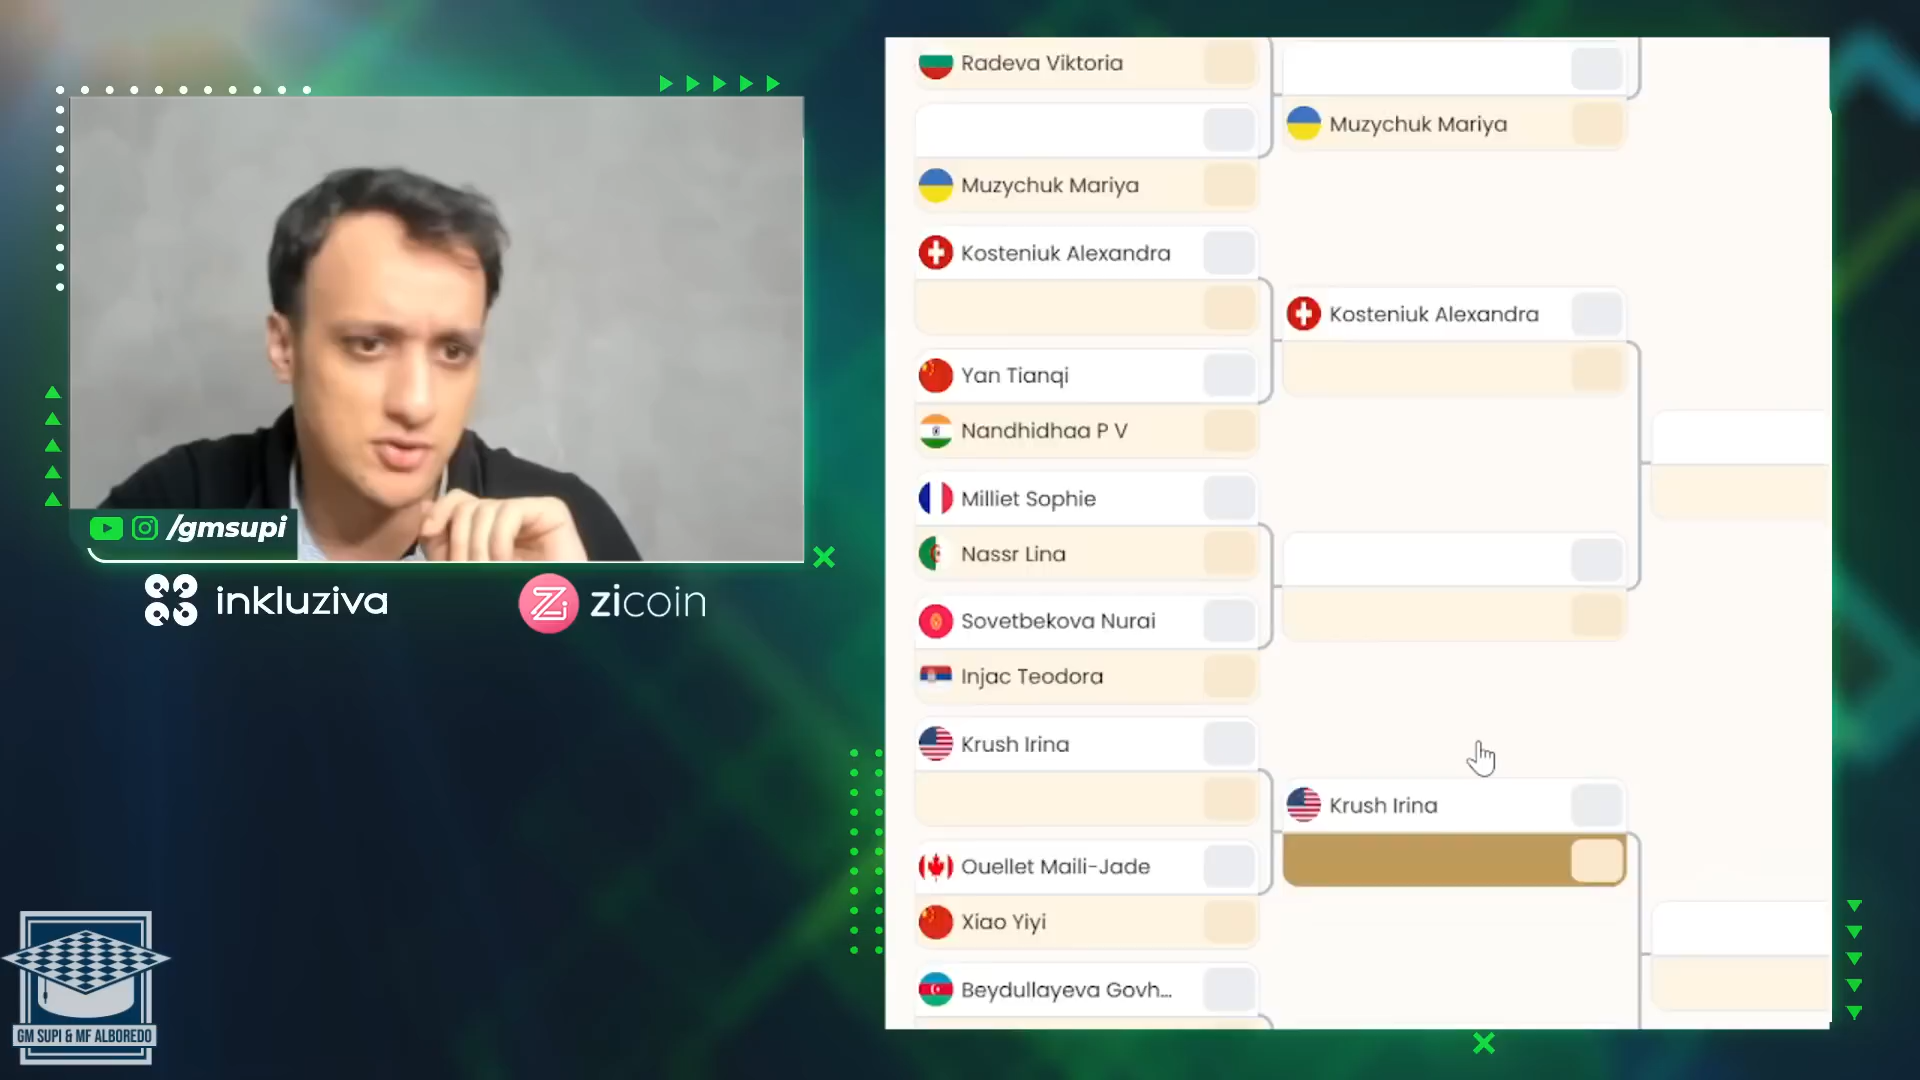 /gmsupi
inkluziva
zicoin
GM SUPI & MF ALBOREDO
Radeva Viktoria
Muzychuk Mariya
Kosteniuk Alexandra
Yan Tianqi
Nandhidhaa P V
Milliet Sophie
Nassr Lina
Sovetbekova Nurai
Injac Teodora
Krush Irina
Ouellet Maili-Jade
Xiao Yiyi
Beydullayeva Govh...
Muzychuk Mariya
Kosteniuk Alexandra
Krush Irina